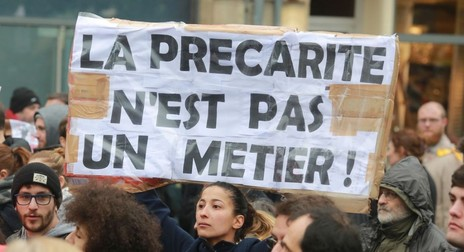 LA PRECARITE
N'EST PAS
UN METIER !